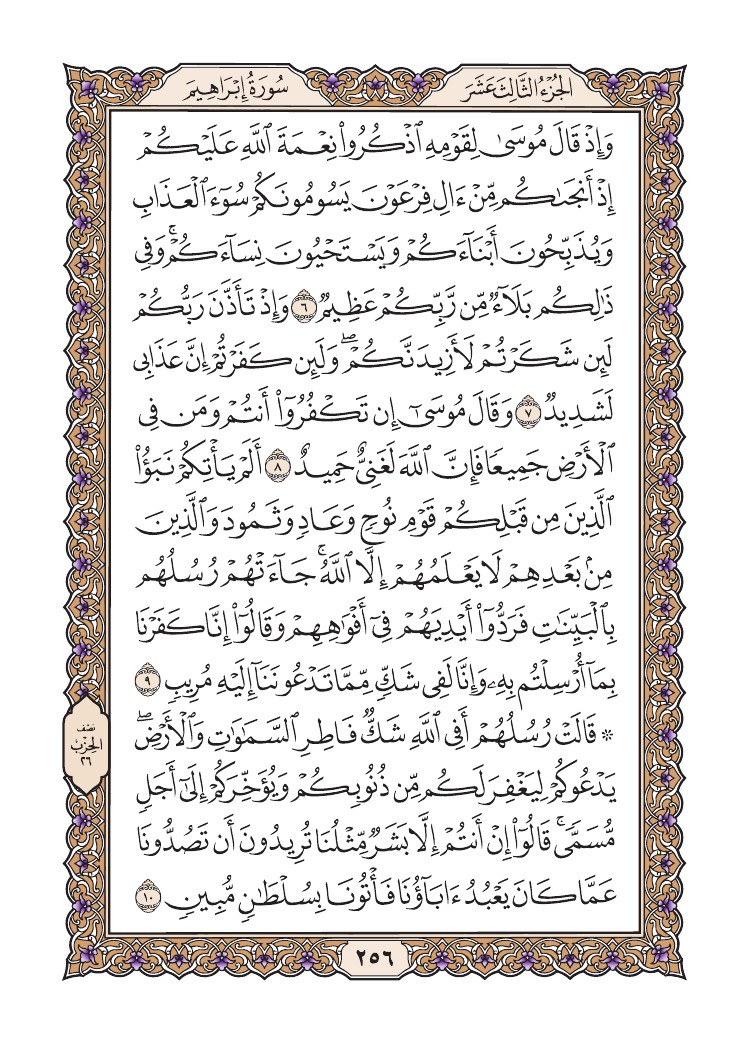 الجُزْءُ الثَّالِثَ عَشَرَ
سُورَةُ إِبْرَاهِيمَ
وَإِذْ قَالَ مُوسَىٰ لِقَوْمِهِ ٱذْكُرُوا۟ نِعْمَةَ ٱللَّهِ عَلَيْكُمْ
إِذْ أَنجَىٰكُم مِّنْ ءَالِ فِرْعَوْنَ يَسُومُونَكُمْ سُوٓءَ ٱلْعَذَابِ
وَيُذَبِّحُونَ أَبْنَآءَكُمْ وَيَسْتَحْيُونَ نِسَآءَكُمْ ۚ وَفِى
ذَٰلِكُم بَلَآءٌ مِّن رَّبِّكُمْ عَظِيمٌ ٦ وَإِذْ تَأَذَّنَ رَبُّكُمْ
لَئِن شَكَرْتُمْ لَأَزِيدَنَّكُمْ ۖ وَلَئِن كَفَرْتُمْ إِنَّ عَذَابِى
لَشَدِيدٌ ٧ وَقَالَ مُوسَىٰٓ إِن تَكْفُرُوٓا۟ أَنتُمْ وَمَن فِى
ٱلْأَرْضِ جَمِيعًا فَإِنَّ ٱللَّهَ لَغَنِىٌّ حَمِيدٌ ٨ أَلَمْ يَأْتِكُمْ نَبَؤُا۟
ٱلَّذِينَ مِن قَبْلِكُمْ قَوْمِ نُوحٍ وَعَادٍ وَثَمُودَ وَٱلَّذِينَ
مِنۢ بَعْدِهِمْ لَا يَعْلَمُهُمْ إِلَّا ٱللَّهُ ۚ جَآءَتْهُمْ رُسُلُهُم
بِٱلْبَيِّنَٰتِ فَرَدُّوٓا۟ أَيْدِيَهُمْ فِىٓ أَفْوَٰهِهِمْ وَقَالُوٓا۟ إِنَّا كَفَرْنَا
بِمَآ أُرْسِلْتُم بِهِۦ وَإِنَّا لَفِى شَكٍّ مِّمَّا تَدْعُونَنَآ إِلَيْهِ مُرِيبٍ ٩
۞ قَالَتْ رُسُلُهُمْ أَفِى ٱللَّهِ شَكٌّ فَاطِرِ ٱلسَّمَٰوَٰتِ وَٱلْأَرْضِ ۖ
يَدْعُوكُمْ لِيَغْفِرَ لَكُم مِّن ذُنُوبِكُمْ وَيُؤَخِّرَكُمْ إِلَىٰٓ أَجَلٍ
مُّسَمًّى ۚ قَالُوٓا۟ إِنْ أَنتُمْ إِلَّا بَشَرٌ مِّثْلُنَا تُرِيدُونَ أَن تَصُدُّونَا
عَمَّا كَانَ يَعْبُدُ ءَابَآؤُنَا فَأْتُونَا بِسُلْطَٰنٍ مُّبِينٍ ١٠
نصف
الحزب
٢٦
٢٥٦